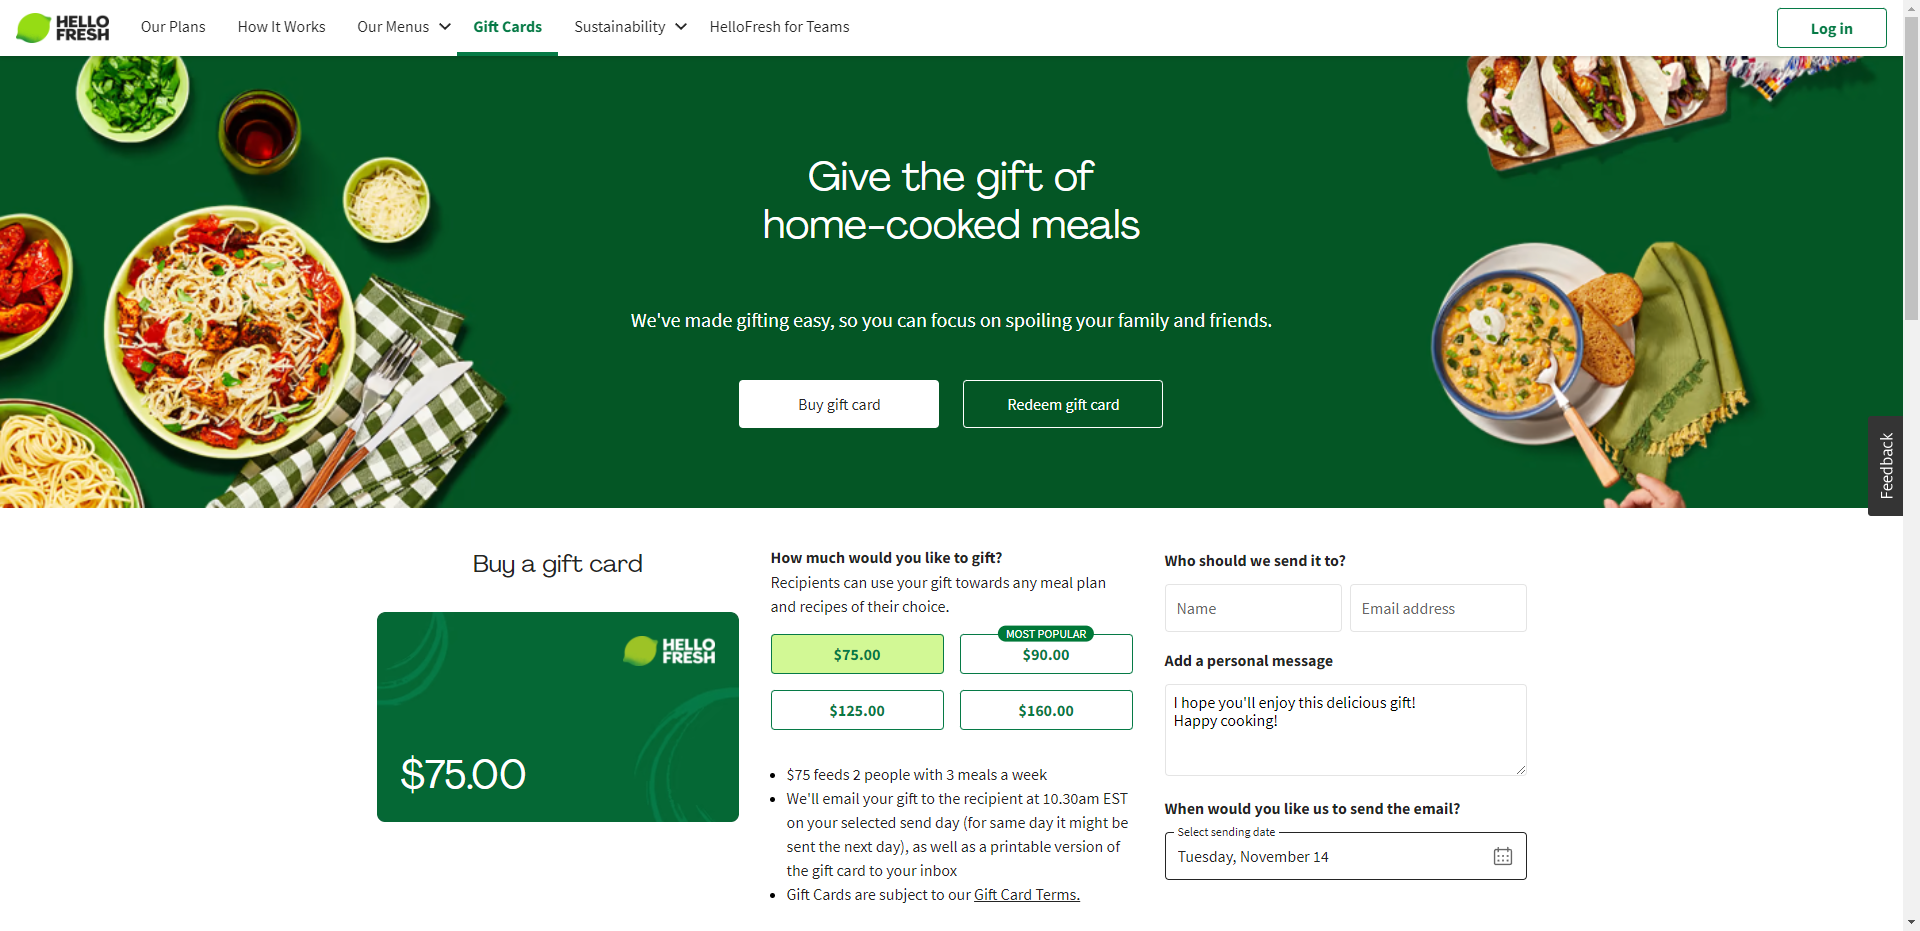 HELLO
FRESH
Our Plans
How It Works
Our Menus
Gift Cards
Sustainability
HelloFresh for Teams
Log in
Give the gift of
home-cooked meals
We've made gifting easy, so you can focus on spoiling your family and friends.
Buy gift card
Redeem gift card
Feedback
Buy a gift card
HELLO
FRESH
$75.00
How much would you like to gift?
Recipients can use your gift towards any meal plan
and recipes of their choice.
$75.00
MOST POPULAR
$90.00
$125.00
$160.00
$75 feeds 2 people with 3 meals a week
We'll email your gift to the recipient at 10.30am EST
on your selected send day (for same day it might be
sent the next day), as well as a printable version of
the gift card to your inbox
Gift Cards are subject to our Gift Card Terms.
Who should we send it to?
Name
Email address
Add a personal message
I hope you'll enjoy this delicious gift!
Happy cooking!
When would you like us to send the email?
Select sending date
Tuesday, November 14